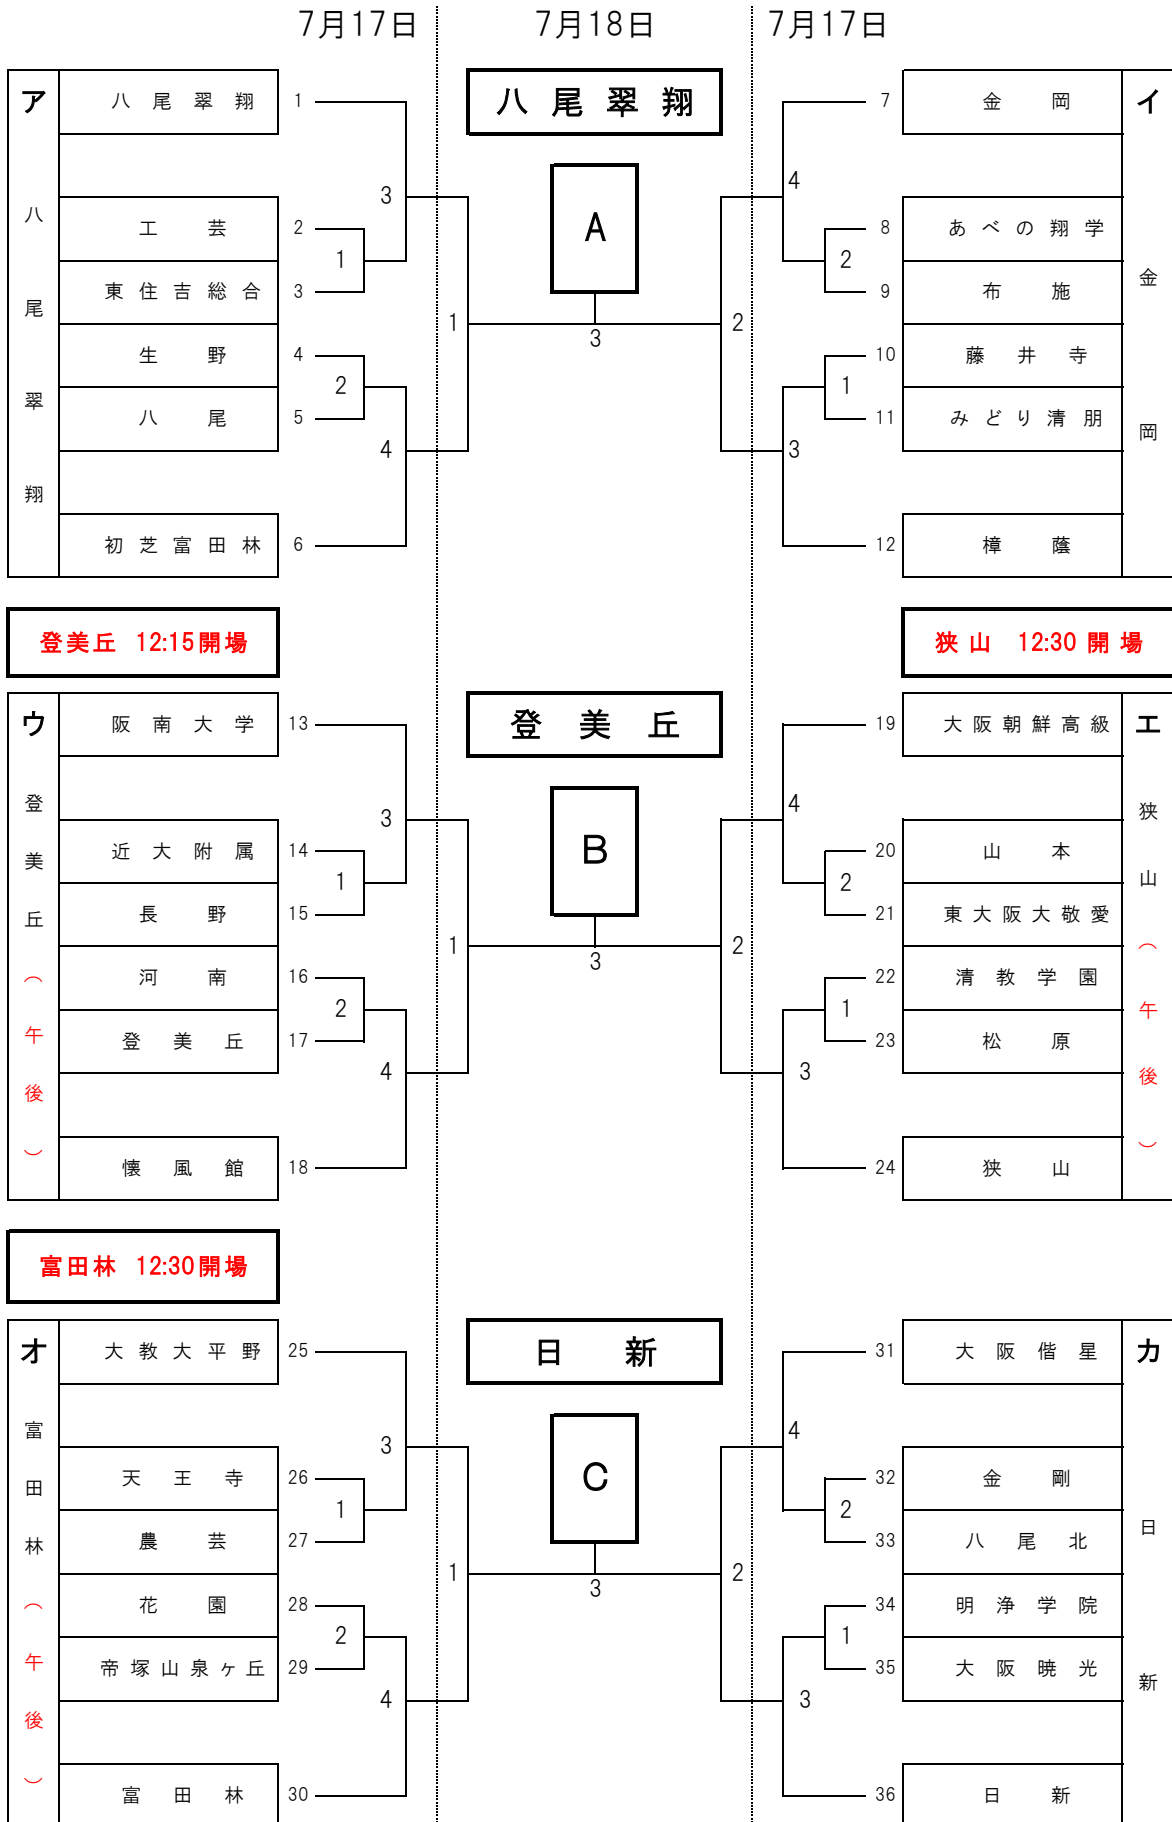 7月17日 7月18日 7月17日
八尾翠翔
A
ア
八尾翠翔
八尾翠翔 1
工芸 2
東住吉総合 3
生野 4
八尾 5
初芝富田林 6
3
1
2
4
1
3
2
イ
金岡
7 金岡
8 あべの翔学
9 布施
10 藤井寺
11 みどり清朋
12 樟蔭
4
2
1
3
登美丘 12:15開場
狭山 12:30開場
登美丘
B
ウ
登美丘(午後)
阪南大学 13
近大附属 14
長野 15
河南 16
登美丘 17
懐風館 18
3
1
2
4
1
3
2
エ
狭山(午後)
19 大阪朝鮮高級
20 山本
21 東大阪大敬愛
22 清教学園
23 松原
24 狭山
4
2
1
3
富田林 12:30開場
日新
C
オ
富田林(午後)
大教大平野 25
天王寺 26
農芸 27
花園 28
帝塚山泉ヶ丘 29
富田林 30
3
1
2
4
1
3
2
カ
日新
31 大阪偕星
32 金剛
33 八尾北
34 明浄学院
35 大阪暁光
36 日新
4
2
1
3